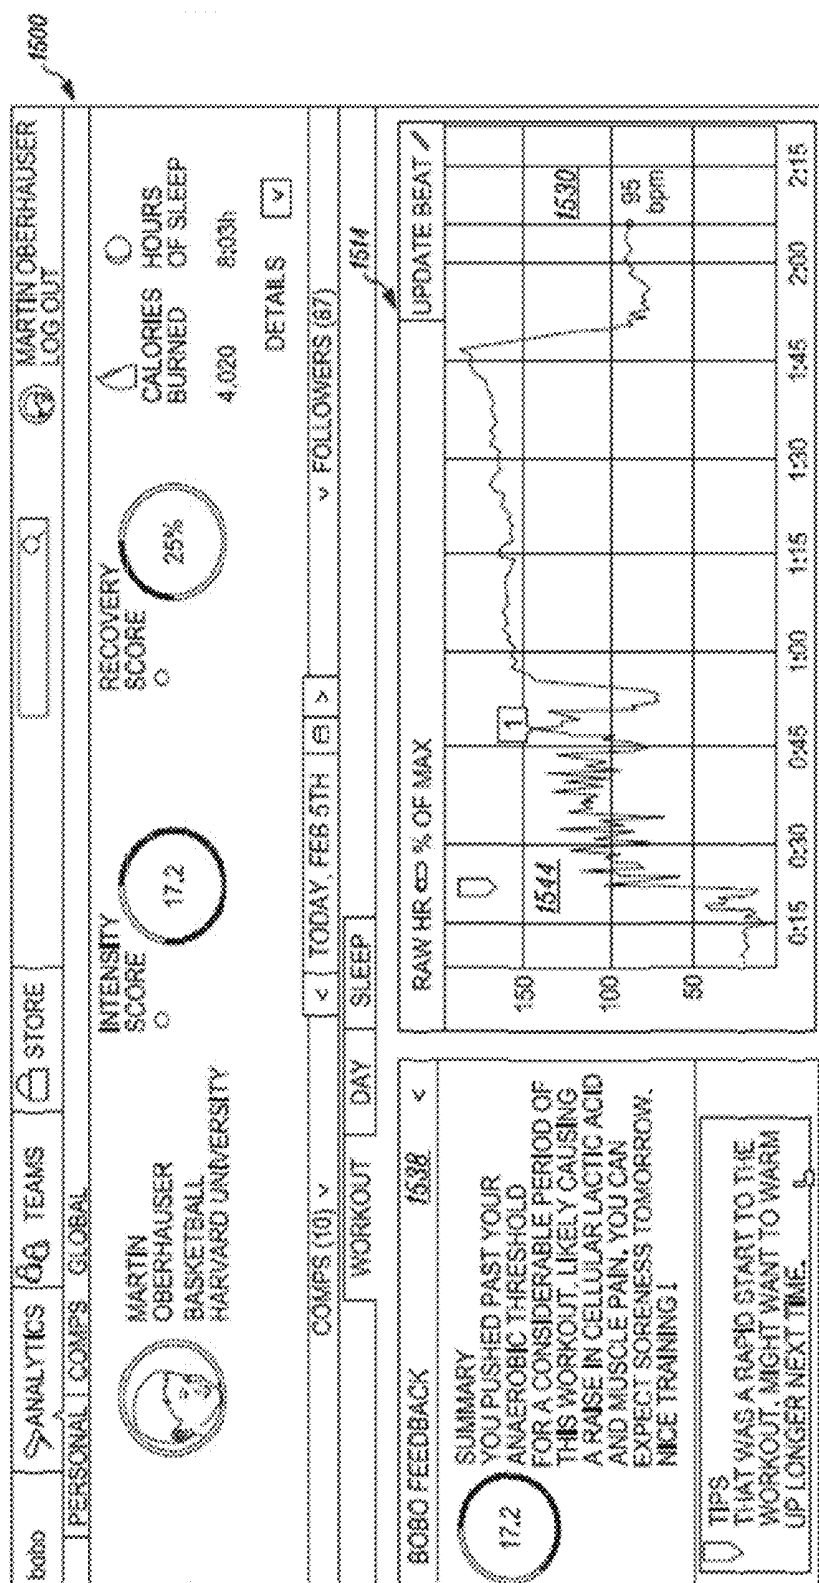 1500
bobo
ANALYTICS
TEAMS
STORE
MARTIN OBERHAUSER
LOG OUT
PERSONAL
COMPS
GLOBAL
MARTIN
OBERHAUSER
BASKETBALL
HARVARD UNIVERSITY
INTENSITY
SCORE
17.2
RECOVERY
SCORE
25%
CALORIES
BURNED
4,020
HOURS
OF SLEEP
8:03h
DETAILS
COMPS (10) v
< TODAY, FEB 5TH >
v FOLLOWERS (87)
WORKOUT
DAY
SLEEP
1514
BOBO FEEDBACK
1538
<
17.2
SUMMARY
YOU PUSHED PAST YOUR
ANAEROBIC THRESHOLD
FOR A CONSIDERABLE PERIOD OF
THIS WORKOUT, LIKELY CAUSING
A RAISE IN CELLULAR LACTIC ACID
AND MUSCLE PAIN. YOU CAN
EXPECT SORENESS TOMORROW.
NICE TRAINING!
TIPS
THAT WAS A RAPID START TO THE
WORKOUT. MIGHT WANT TO WARM
UP LONGER NEXT TIME.
RAW HR % OF MAX
UPDATE BEAT
1544
1
1530
95
bpm
150
100
50
0:15 0:30 0:45 1:00 1:15 1:30 1:45 2:00 2:15